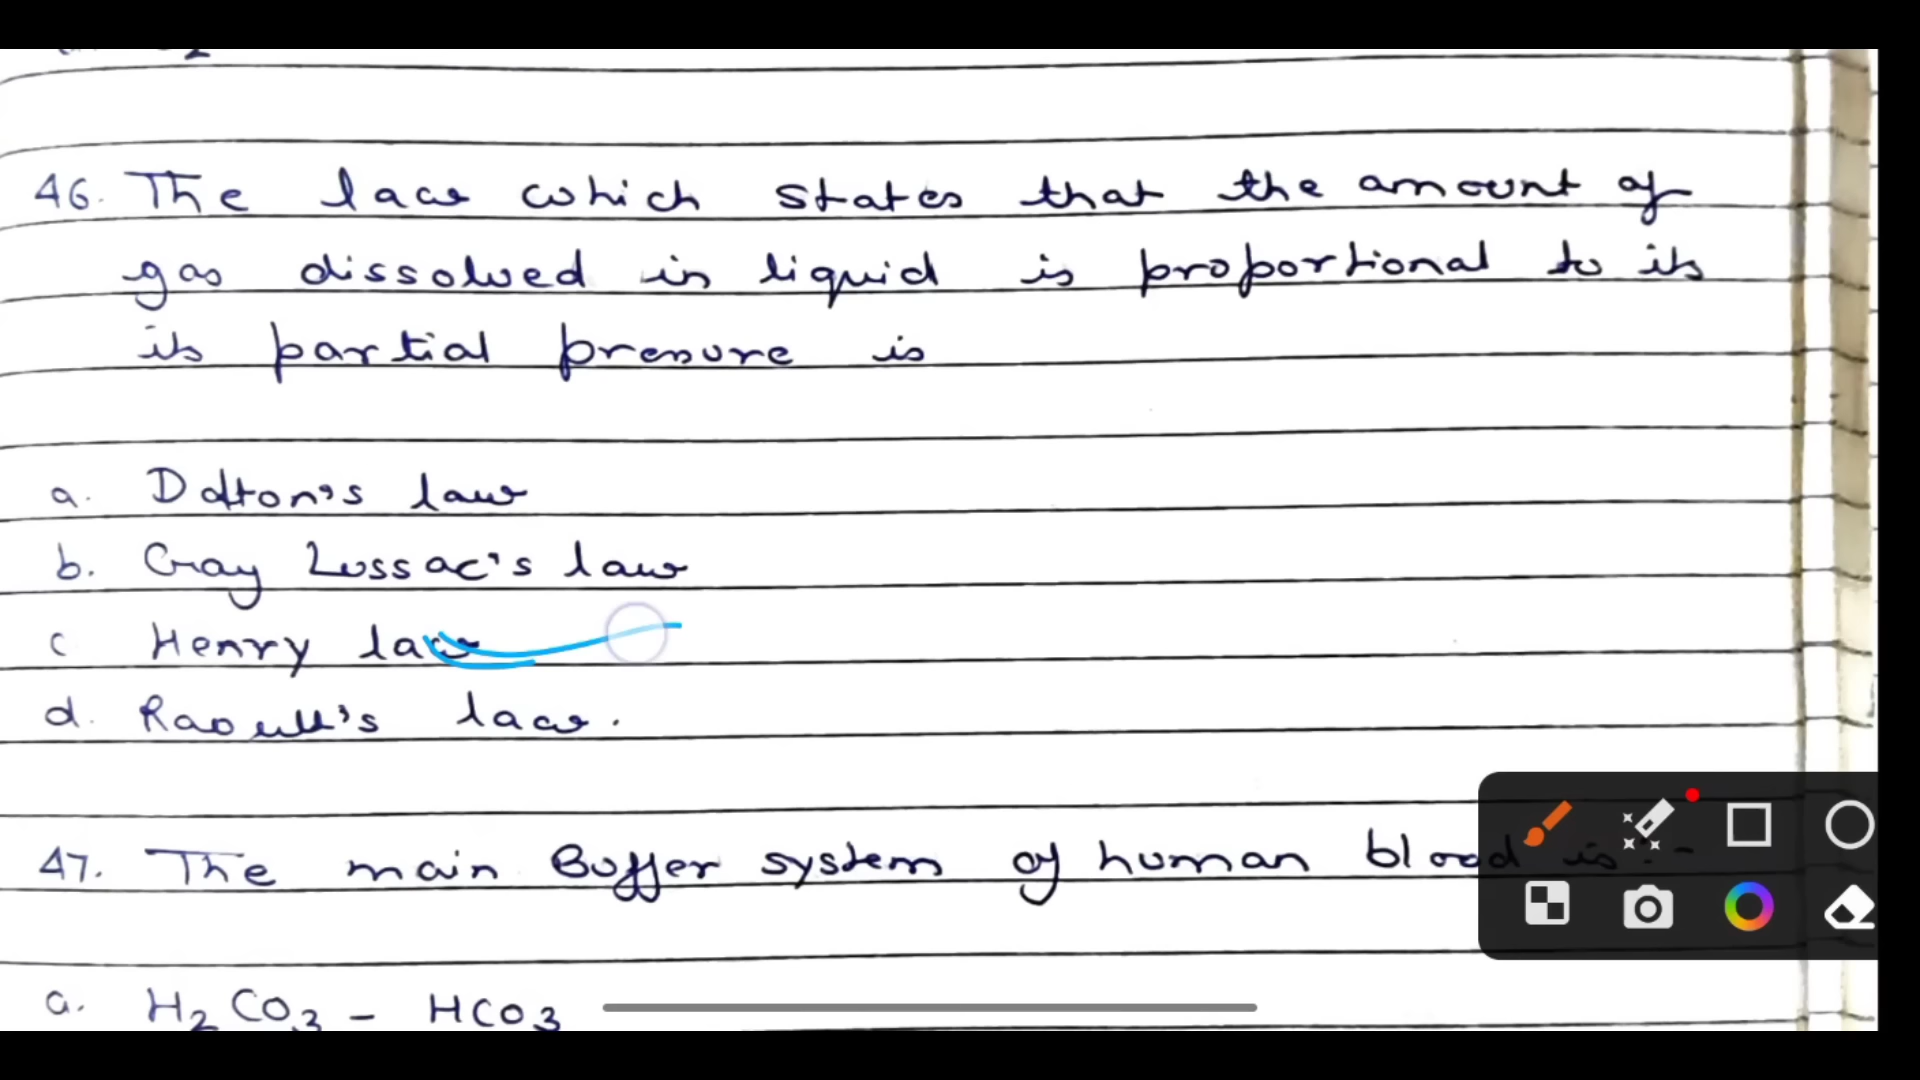 46. The law which states that the amount of
gas dissolved in liquid is proportional to its
its partial pressure is
a. Dalton's law
b. Gay Lussac's law
c Henry law
d. Raoult's law.
47. The main Buffer system of human blood is :-
a. H2CO3 - HCO3